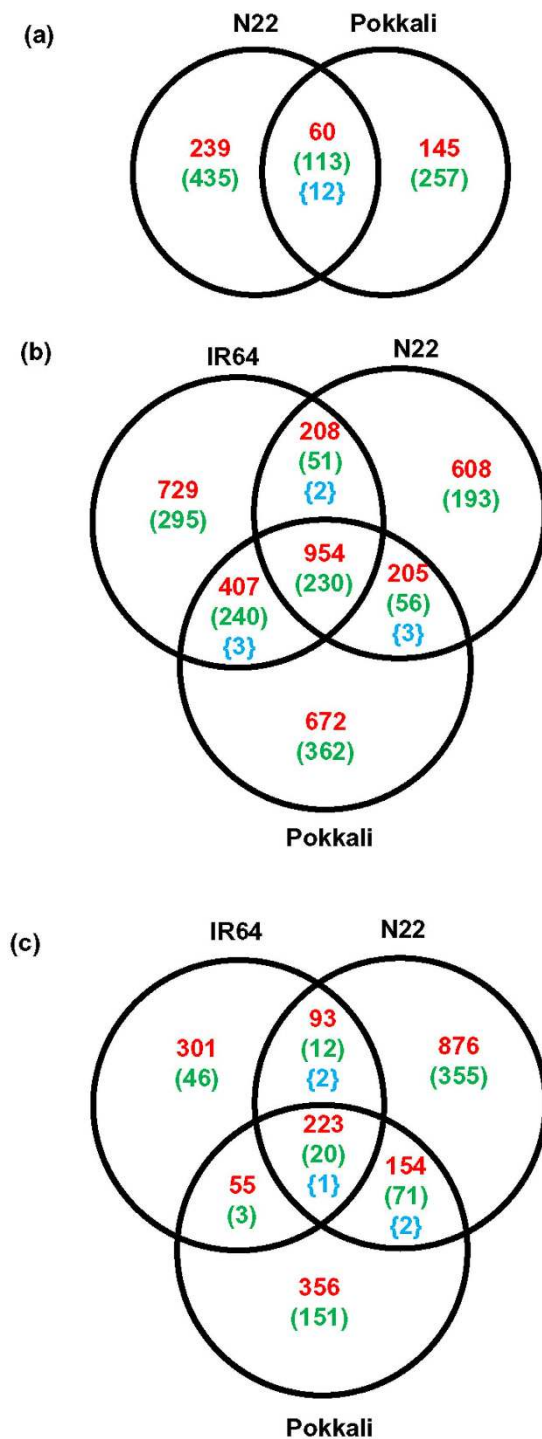 (a)
N22 Pokkali
239 60 145
(435) (113) (257)
{12}
(b)
IR64 N22
208
(51)
{2}
729 608
(295) (193)
954
(230)
407 205
(240) (56)
{3} {3}
672
(362)
Pokkali
(c)
IR64 N22
93
(12)
{2}
301 876
(46) (355)
223
(20)
{1}
55 154
(3) (71)
{2}
356
(151)
Pokkali